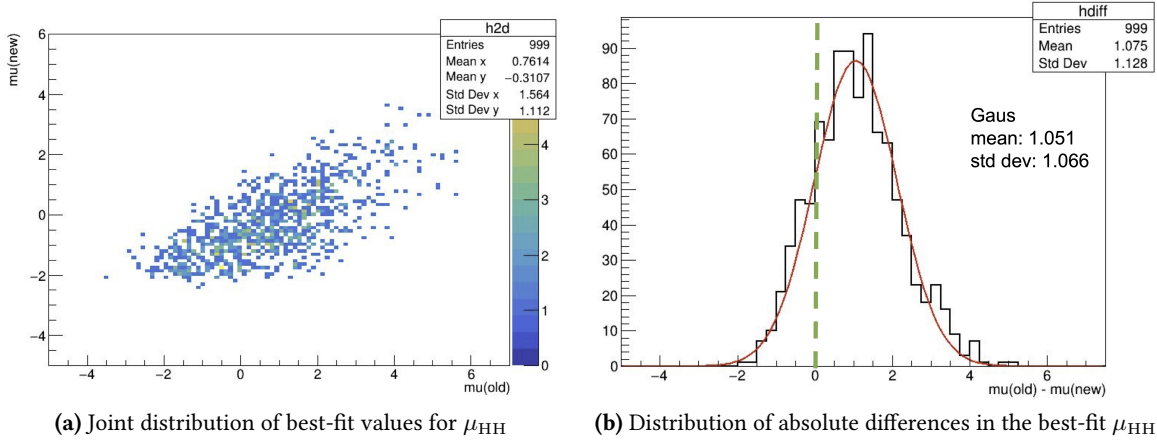 h2d
Entries 999
Mean x 0.7614
Mean y −0.3107
Std Dev x 1.564
Std Dev y 1.112
mu(new)
6
4
2
0
−2
−4
−4 −2 0 2 4 6
mu(old)
4
3
2
1
0
hdiff
Entries 999
Mean 1.075
Std Dev 1.128
Gaus
mean: 1.051
std dev: 1.066
90
80
70
60
50
40
30
20
10
0
−4 −2 0 2 4 6
mu(old) - mu(new)
(a) Joint distribution of best-fit values for μHH
(b) Distribution of absolute differences in the best-fit μHH